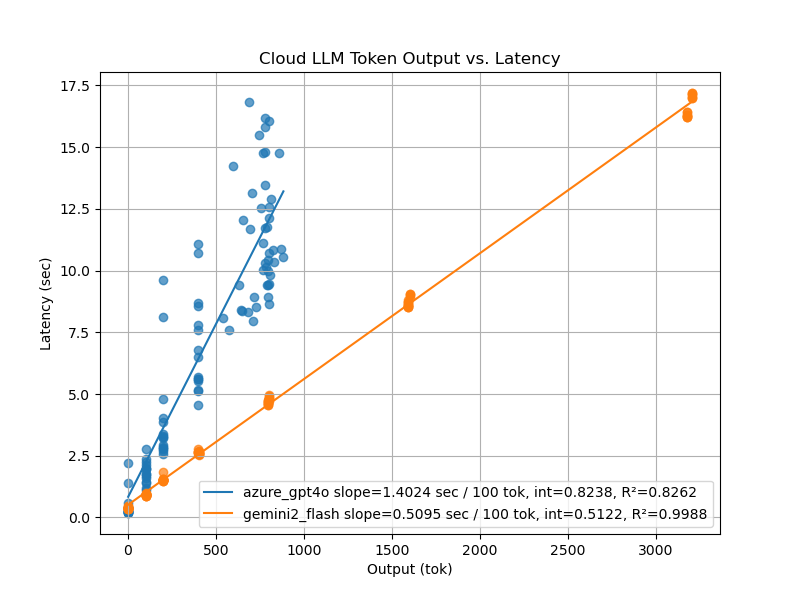 Cloud LLM Token Output vs. Latency
17.5
15.0
12.5
10.0
7.5
5.0
2.5
0.0
Latency (sec)
azure_gpt4o slope=1.4024 sec / 100 tok, int=0.8238, R²=0.8262
gemini2_flash slope=0.5095 sec / 100 tok, int=0.5122, R²=0.9988
0 500 1000 1500 2000 2500 3000
Output (tok)